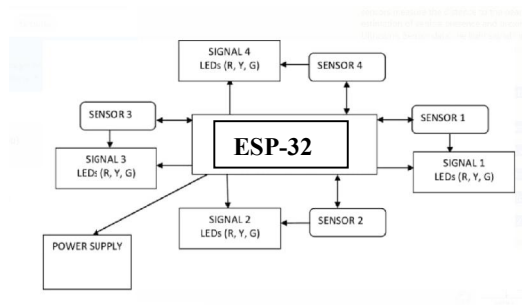 SIGNAL 4
LEDs (R, Y, G)
SENSOR 4
SENSOR 3
SENSOR 1
ESP-32
SIGNAL 3
LEDs (R, Y, G)
SIGNAL 1
LEDs (R, Y, G)
SIGNAL 2
LEDs (R, Y, G)
SENSOR 2
POWER SUPPLY